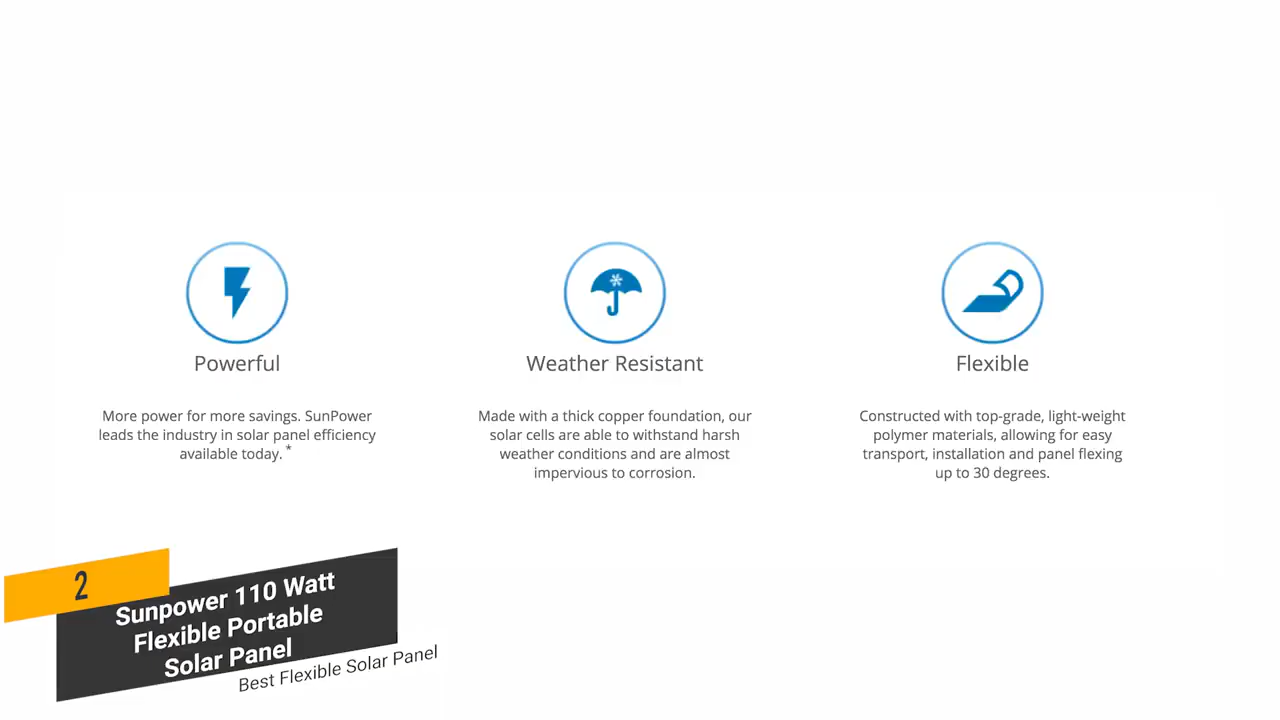 Powerful
More power for more savings. SunPower
leads the industry in solar panel efficiency
available today. *
Weather Resistant
Made with a thick copper foundation, our
solar cells are able to withstand harsh
weather conditions and are almost
impervious to corrosion.
Flexible
Constructed with top-grade, light-weight
polymer materials, allowing for easy
transport, installation and panel flexing
up to 30 degrees.
2
Sunpower 110 Watt
Flexible Portable
Solar Panel
Best Flexible Solar Panel